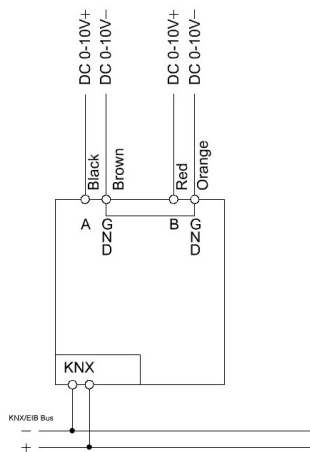 DC 0-10V+
DC 0-10V−
DC 0-10V+
DC 0-10V−
Black
Brown
Red
Orange
A
GND
B
GND
KNX
KNX/EIB Bus
−
+